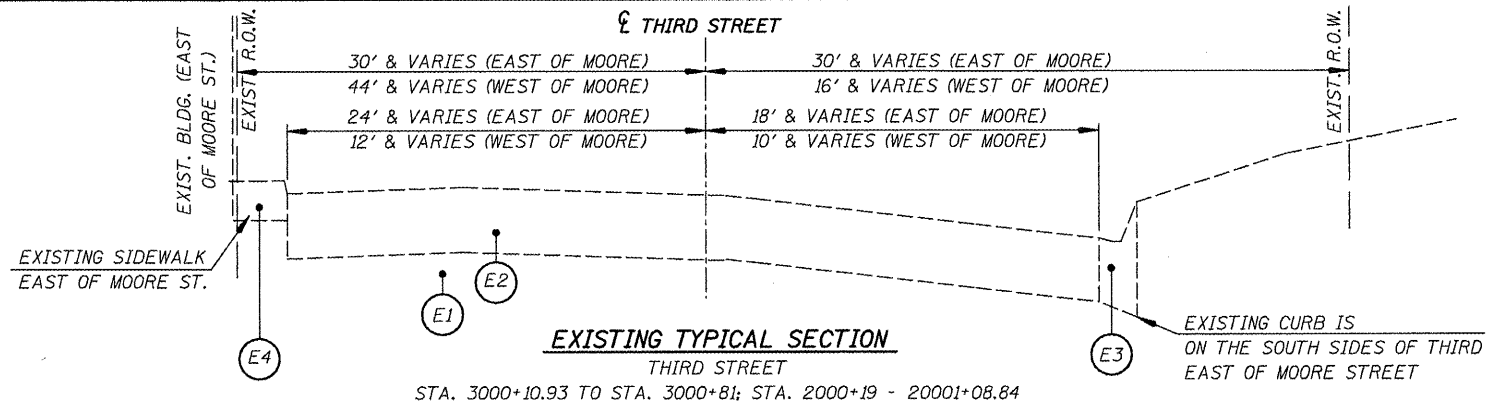 ℄ THIRD STREET
EXIST. BLDG. (EAST
OF MOORE ST.)
EXIST. R.O.W.
30' & VARIES (EAST OF MOORE)
44' & VARIES (WEST OF MOORE)
30' & VARIES (EAST OF MOORE)
16' & VARIES (WEST OF MOORE)
EXIST. R.O.W.
24' & VARIES (EAST OF MOORE)
12' & VARIES (WEST OF MOORE)
18' & VARIES (EAST OF MOORE)
10' & VARIES (WEST OF MOORE)
EXISTING SIDEWALK
EAST OF MOORE ST.
E4
E1
E2
E3
EXISTING CURB IS
ON THE SOUTH SIDES OF THIRD
EAST OF MOORE STREET
EXISTING TYPICAL SECTION
THIRD STREET
STA. 3000+10.93 TO STA. 3000+81; STA. 2000+19 - 20001+08.84